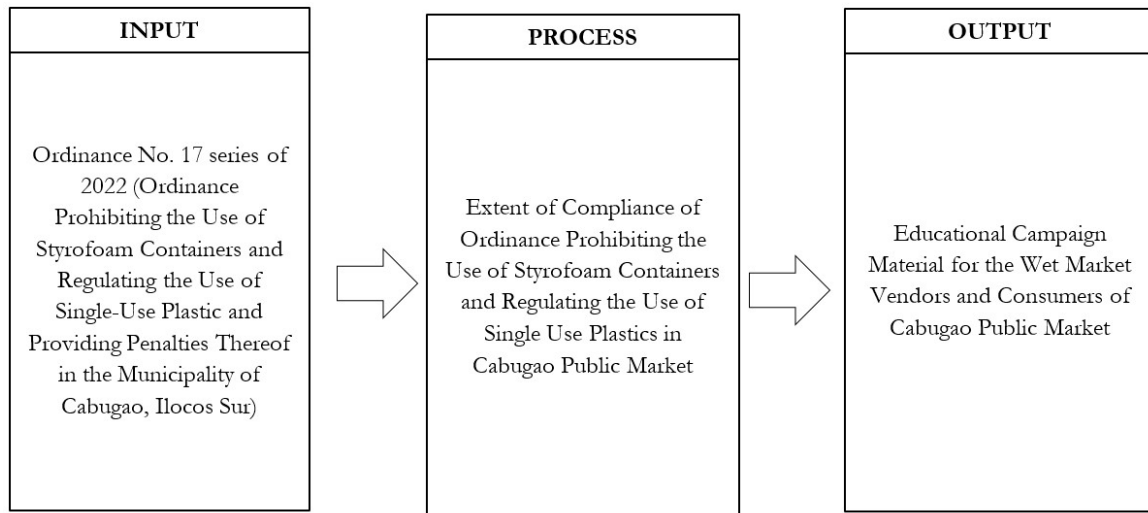 INPUT
Ordinance No. 17 series of
2022 (Ordinance
Prohibiting the Use of
Styrofoam Containers and
Regulating the Use of
Single-Use Plastic and
Providing Penalties Thereof
in the Municipality of
Cabugao, Ilocos Sur)
PROCESS
Extent of Compliance of
Ordinance Prohibiting the
Use of Styrofoam Containers
and Regulating the Use of
Single Use Plastics in
Cabugao Public Market
OUTPUT
Educational Campaign
Material for the Wet Market
Vendors and Consumers of
Cabugao Public Market